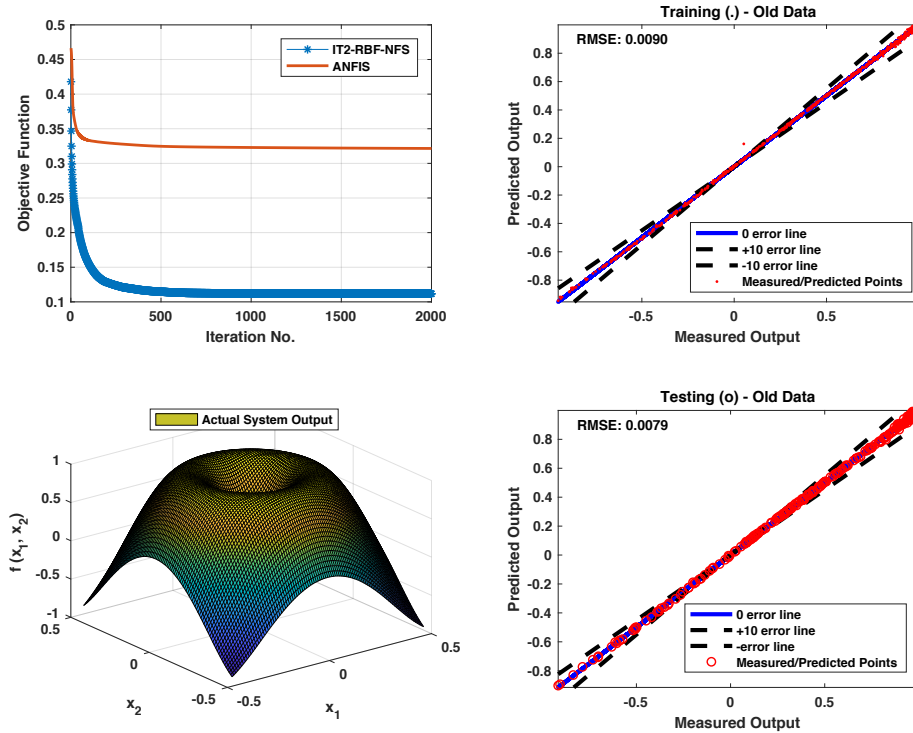 IT2-RBF-NFS
ANFIS
Objective Function
0.5
0.45
0.4
0.35
0.3
0.25
0.2
0.15
0.1
0
500
1000
1500
2000
Iteration No.
Training (.) - Old Data
RMSE: 0.0090
Predicted Output
0.8
0.6
0.4
0.2
0
-0.2
-0.4
-0.6
-0.8
0 error line
+10 error line
-10 error line
Measured/Predicted Points
-0.5
0
0.5
Measured Output
Actual System Output
f (x1, x2)
1
0.5
0
-0.5
-1
0.5
0
-0.5
x2
-0.5
0
0.5
x1
Testing (o) - Old Data
RMSE: 0.0079
Predicted Output
0.8
0.6
0.4
0.2
0
-0.2
-0.4
-0.6
-0.8
0 error line
+10 error line
-error line
Measured/Predicted Points
-0.5
0
0.5
Measured Output